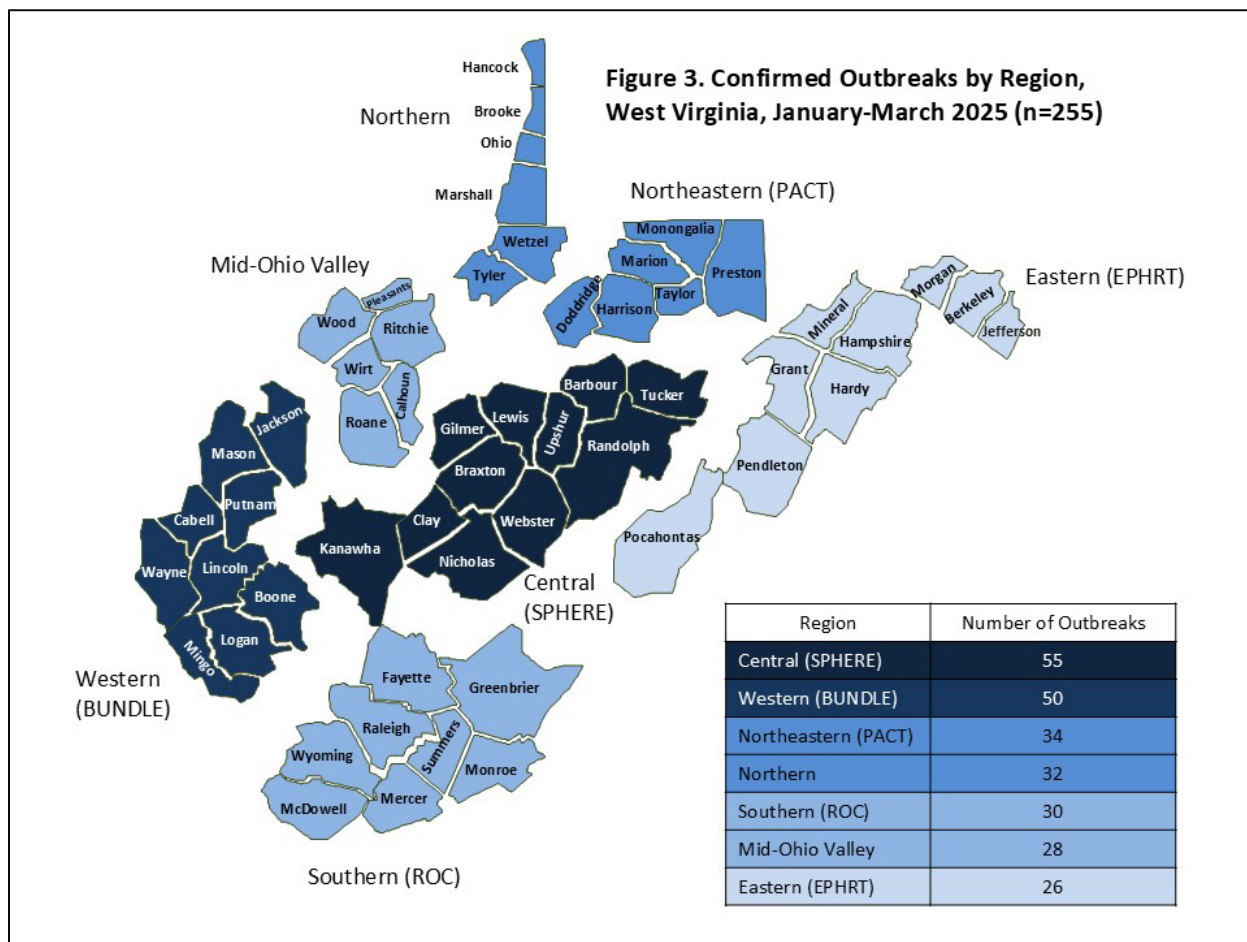 Figure 3. Confirmed Outbreaks by Region,
West Virginia, January-March 2025 (n=255)
Northern
Hancock
Brooke
Ohio
Marshall
Wetzel
Tyler
Northeastern (PACT)
Monongalia
Marion
Preston
Taylor
Harrison
Doddridge
Eastern (EPHRT)
Morgan
Berkeley
Jefferson
Mineral
Hampshire
Grant
Hardy
Pendleton
Pocahontas
Mid-Ohio Valley
Pleasants
Wood
Ritchie
Wirt
Calhoun
Roane
Barbour
Tucker
Lewis
Upshur
Gilmer
Randolph
Braxton
Clay
Webster
Kanawha
Nicholas
Central
(SPHERE)
Jackson
Mason
Putnam
Cabell
Wayne
Lincoln
Boone
Logan
Mingo
Western
(BUNDLE)
Fayette
Greenbrier
Raleigh
Summers
Wyoming
Monroe
Mercer
McDowell
Southern (ROC)
Region Number of Outbreaks
Central (SPHERE) 55
Western (BUNDLE) 50
Northeastern (PACT) 34
Northern 32
Southern (ROC) 30
Mid-Ohio Valley 28
Eastern (EPHRT) 26